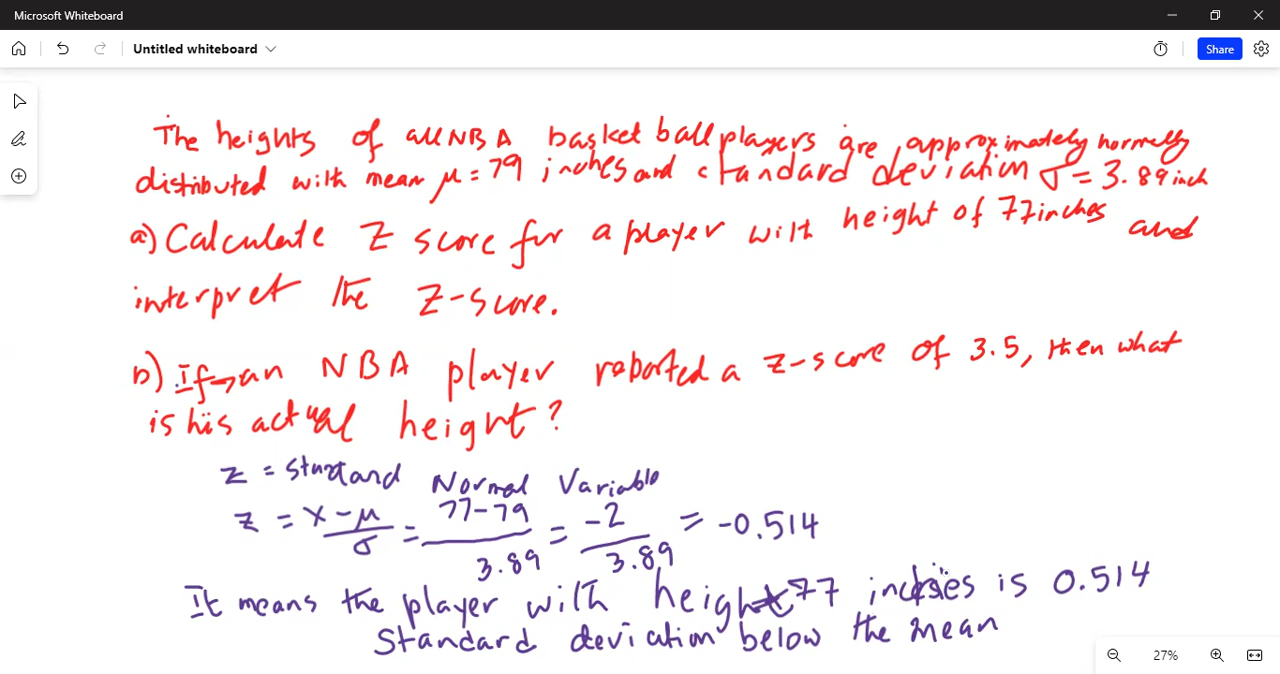 Microsoft Whiteboard
Untitled whiteboard
Share
The heights of all NBA basket ball players are approximately normally
distributed with mean μ = 79 inches and standard deviation σ = 3.89 inch
a) Calculate Z score for a player with height of 77 inches and
interpret the Z-score.
b) If an NBA player reported a z-score of 3.5, then what
is his actual height?
z = standard Normal Variable
z = x-μ/σ = 77-79/3.89 = -2/3.89 = -0.514
It means the player with height 77 inches is 0.514
standard deviation below the mean
27%